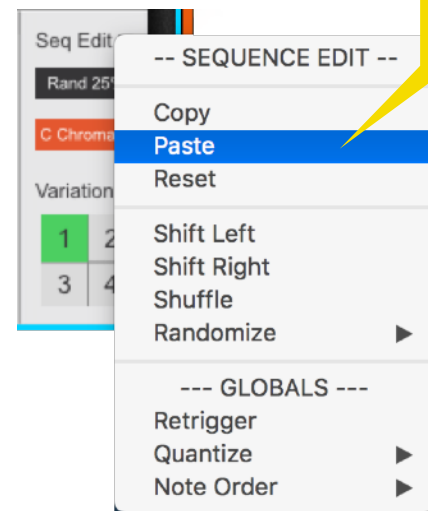 Seq Edit
-- SEQUENCE EDIT --
Rand 25
C Chroma
Copy
Paste
Reset
Variation
1 2
3 4
Shift Left
Shift Right
Shuffle
Randomize
--- GLOBALS ---
Retrigger
Quantize
Note Order